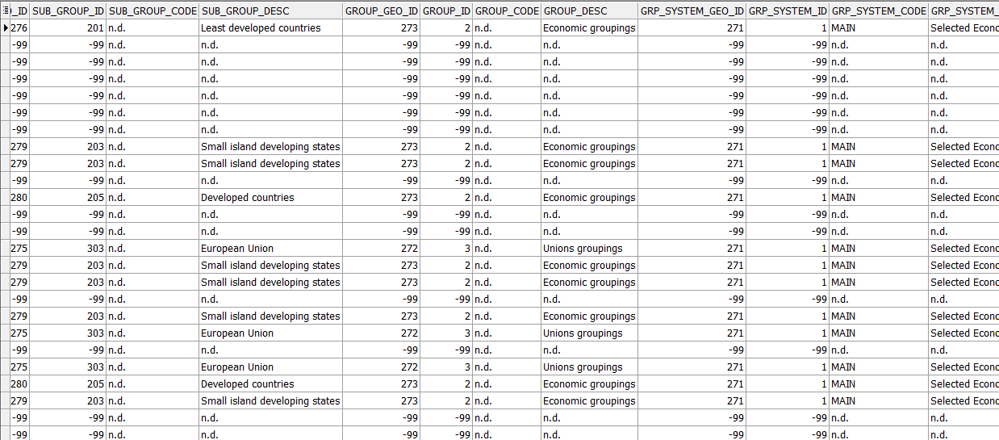 )_ID SUB_GROUP_ID SUB_GROUP_CODE SUB_GROUP_DESC GROUP_GEO_ID GROUP_ID GROUP_CODE GROUP_DESC GRP_SYSTEM_GEO_ID GRP_SYSTEM_ID GRP_SYSTEM_CODE GRP_SYSTEM_
276 201 n.d. Least developed countries 273 2 n.d. Economic groupings 271 1 MAIN Selected Econo
-99 -99 n.d. n.d. -99 -99 n.d. n.d. -99 -99 n.d. n.d.
-99 -99 n.d. n.d. -99 -99 n.d. n.d. -99 -99 n.d. n.d.
-99 -99 n.d. n.d. -99 -99 n.d. n.d. -99 -99 n.d. n.d.
-99 -99 n.d. n.d. -99 -99 n.d. n.d. -99 -99 n.d. n.d.
-99 -99 n.d. n.d. -99 -99 n.d. n.d. -99 -99 n.d. n.d.
-99 -99 n.d. n.d. -99 -99 n.d. n.d. -99 -99 n.d. n.d.
279 203 n.d. Small island developing states 273 2 n.d. Economic groupings 271 1 MAIN Selected Econo
279 203 n.d. Small island developing states 273 2 n.d. Economic groupings 271 1 MAIN Selected Econo
-99 -99 n.d. n.d. -99 -99 n.d. n.d. -99 -99 n.d. n.d.
280 205 n.d. Developed countries 273 2 n.d. Economic groupings 271 1 MAIN Selected Econo
-99 -99 n.d. n.d. -99 -99 n.d. n.d. -99 -99 n.d. n.d.
-99 -99 n.d. n.d. -99 -99 n.d. n.d. -99 -99 n.d. n.d.
275 303 n.d. European Union 272 3 n.d. Unions groupings 271 1 MAIN Selected Econo
279 203 n.d. Small island developing states 273 2 n.d. Economic groupings 271 1 MAIN Selected Econo
279 203 n.d. Small island developing states 273 2 n.d. Economic groupings 271 1 MAIN Selected Econo
-99 -99 n.d. n.d. -99 -99 n.d. n.d. -99 -99 n.d. n.d.
279 203 n.d. Small island developing states 273 2 n.d. Economic groupings 271 1 MAIN Selected Econo
275 303 n.d. European Union 272 3 n.d. Unions groupings 271 1 MAIN Selected Econo
-99 -99 n.d. n.d. -99 -99 n.d. n.d. -99 -99 n.d. n.d.
275 303 n.d. European Union 272 3 n.d. Unions groupings 271 1 MAIN Selected Econo
280 205 n.d. Developed countries 273 2 n.d. Economic groupings 271 1 MAIN Selected Econo
279 203 n.d. Small island developing states 273 2 n.d. Economic groupings 271 1 MAIN Selected Econo
-99 -99 n.d. n.d. -99 -99 n.d. n.d. -99 -99 n.d. n.d.
-99 -99 n.d. n.d. -99 -99 n.d. n.d. -99 -99 n.d. n.d.